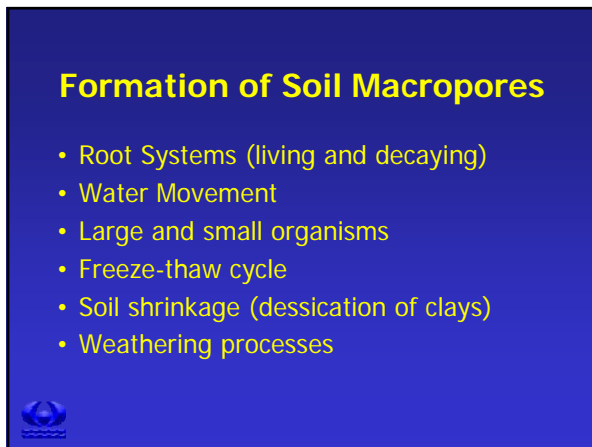 Formation of Soil Macropores
• Root Systems (living and decaying)
• Water Movement
• Large and small organisms
• Freeze-thaw cycle
• Soil shrinkage (dessication of clays)
• Weathering processes